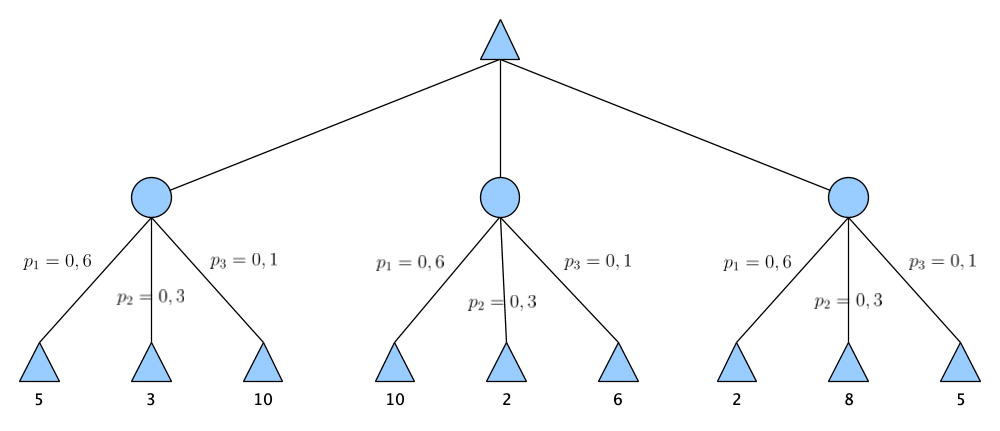 p₁ = 0, 6
p₂ = 0, 3
p₃ = 0, 1
p₁ = 0, 6
p₂ = 0, 3
p₃ = 0, 1
p₁ = 0, 6
p₂ = 0, 3
p₃ = 0, 1
5 3 10 10 2 6 2 8 5